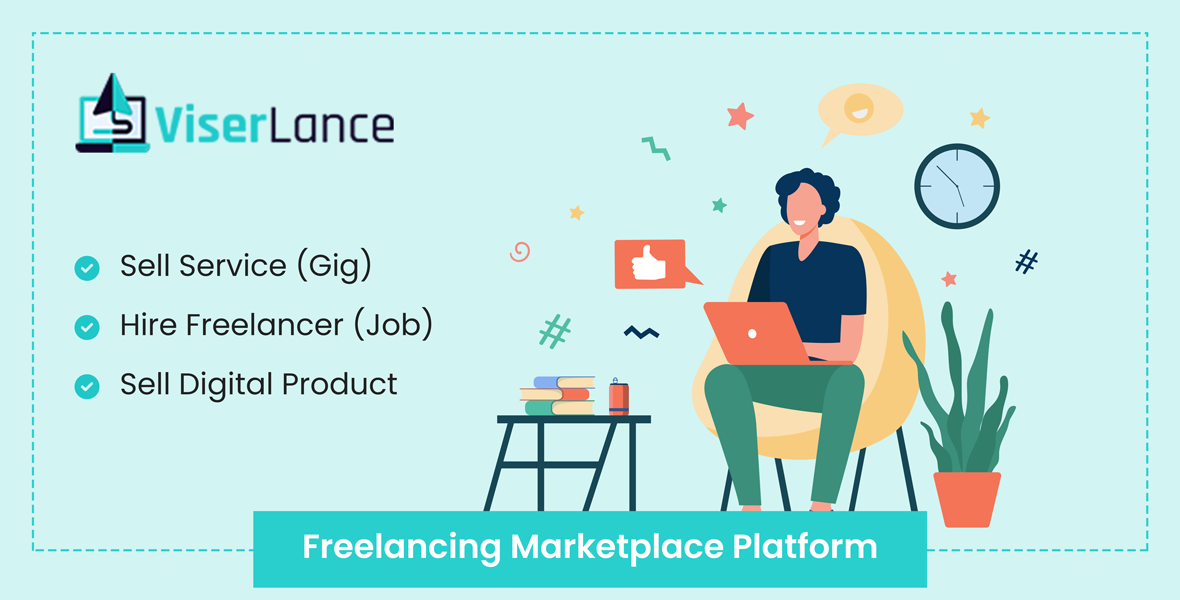 ViserLance
Sell Service (Gig)
Hire Freelancer (Job)
Sell Digital Product
#
#
Freelancing Marketplace Platform